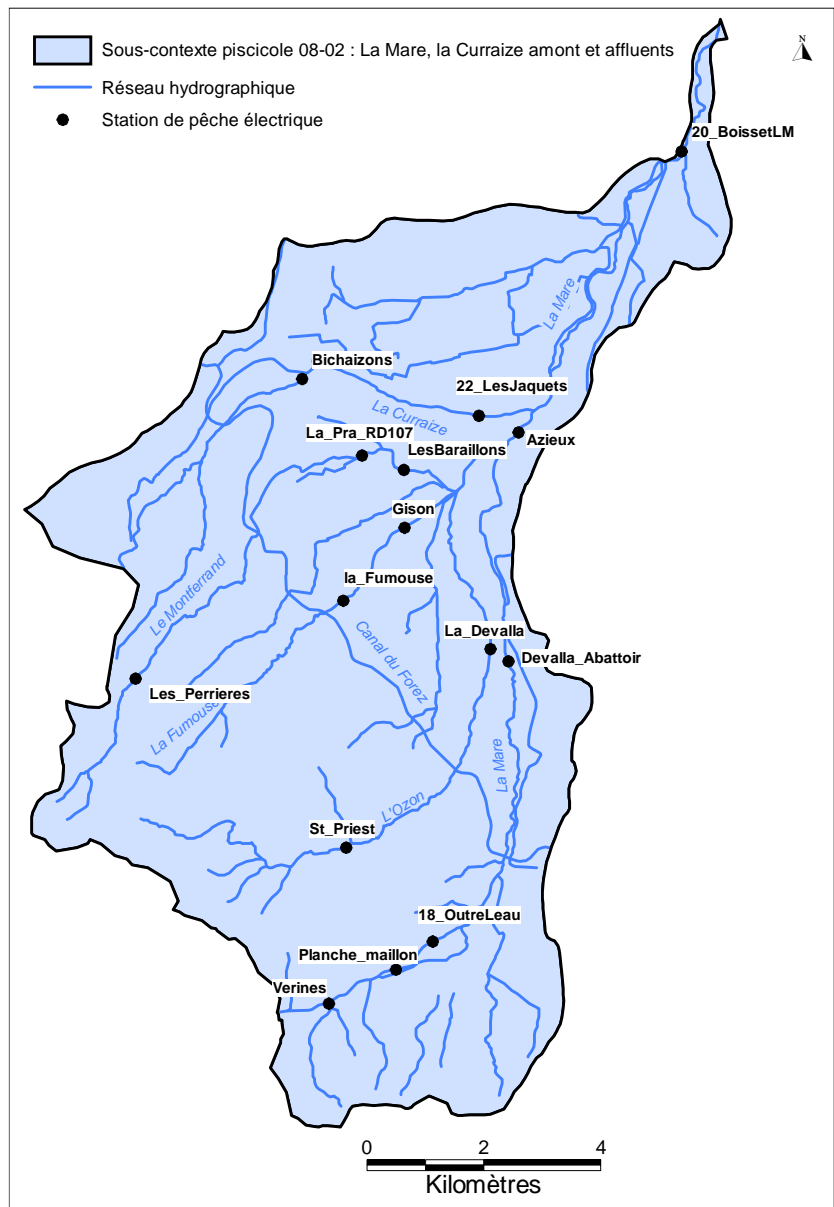 Sous-contexte piscicole 08-02 : La Mare, la Curraize amont et affluents
N
Réseau hydrographique
Station de pêche électrique
20_BoissetLM
La Mare
Bichaizons
22_LesJaquets
La Curraize
La_Pra_RD107
Azieux
LesBaraillons
Gison
Le Montferrand
la_Fumouse
Canal du Forez
La_Devalla
Devalla_Abattoir
Les_Perrieres
La Fumouse
La Mare
L'Ozon
St_Priest
18_OutreLeau
Planche_maillon
Verines
0 2 4
Kilomètres